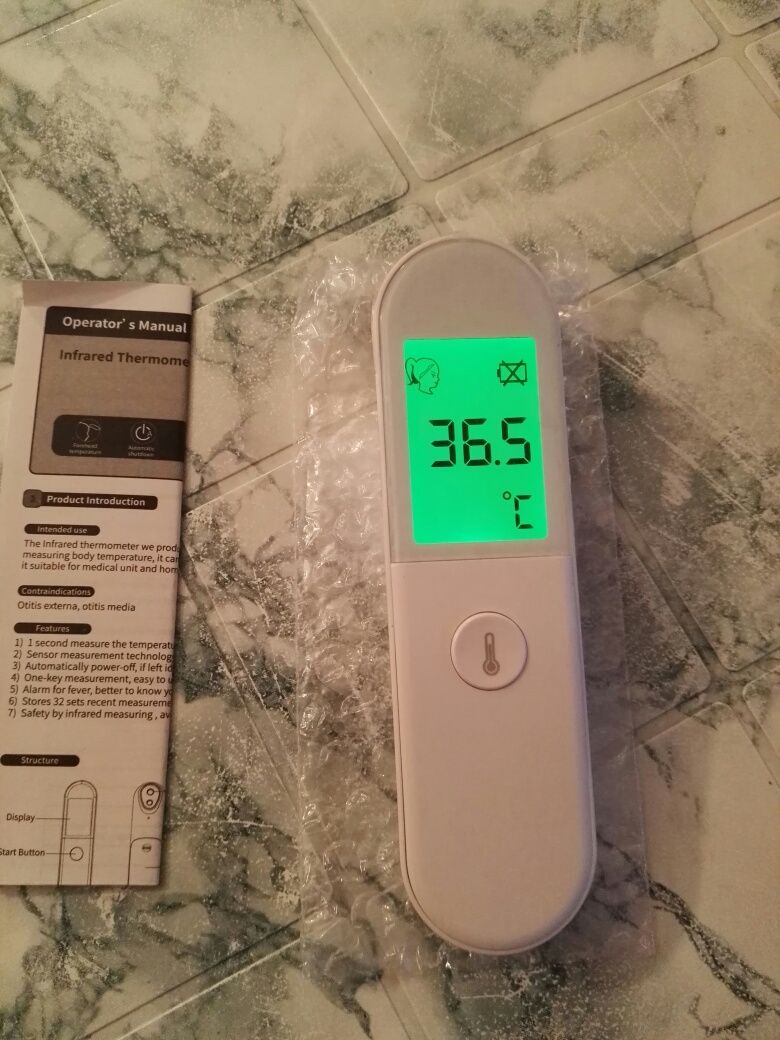 Operator's Manual
Infrared Thermome
Forehead temperature
Automatic shutdown
Product Introduction
Intended use
The Infrared thermometer we prod
measuring body temperature, it can
it suitable for medical unit and hom
Contraindications
Otitis externa, otitis media
Features
1) 1 second measure the temperatu
2) Sensor measurement technolog
3) Automatically power-off, if left id
4) One-key measurement, easy to u
5) Alarm for fever, better to know yo
6) Stores 32 sets recent measureme
7) Safety by infrared measuring , av
Structure
Display
Start Button
36.5
°C